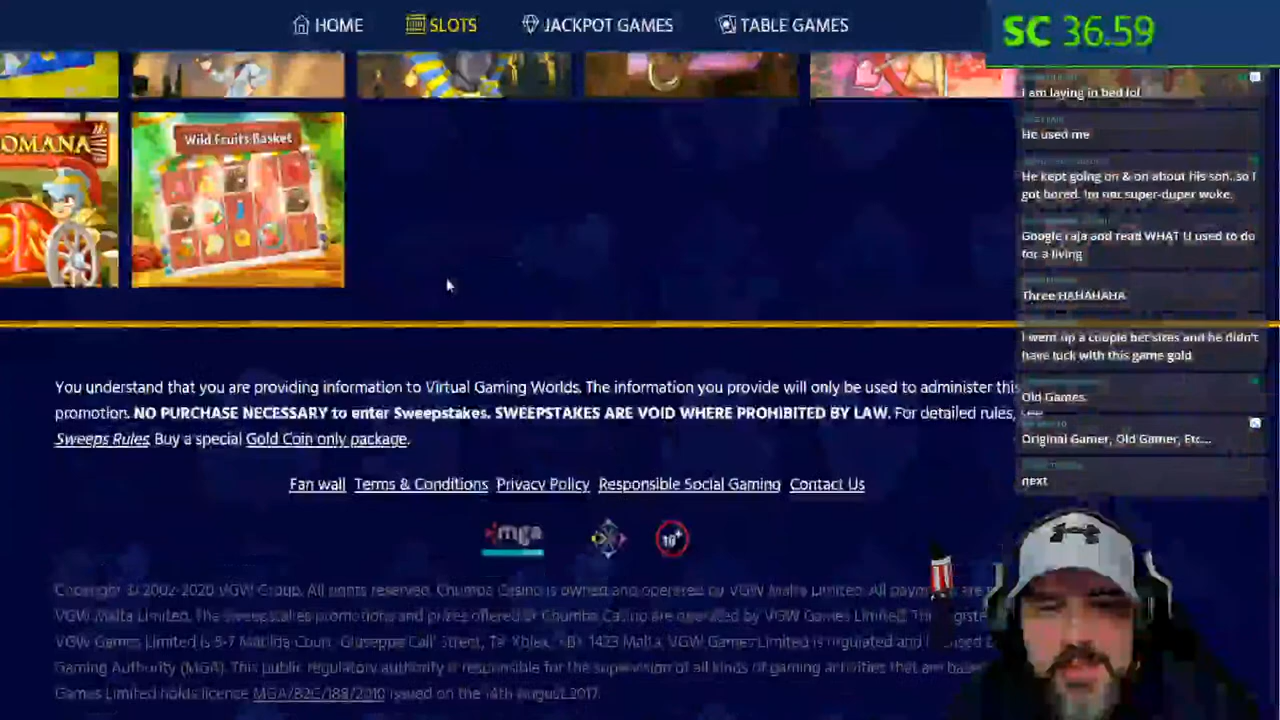 HOME
SLOTS
JACKPOT GAMES
TABLE GAMES
SC 36.59
OMANA
Wild Fruits Basket
I am laying in bed lol
He used me
He kept going on & on about his son. so I
got bored. Im not super-duper woke.
Google raja and read WHAT U used to do
for a living
Three HAHAHAHA
I went up a couple bet sizes and he didn't
have luck with this game gold
Old Games
Original Gamer, Old Gamer, Etc...
next
You understand that you are providing information to Virtual Gaming Worlds. The information you provide will only be used to administer this
promotion. NO PURCHASE NECESSARY to enter Sweepstakes. SWEEPSTAKES ARE VOID WHERE PROHIBITED BY LAW. For detailed rules, see
Sweeps Rules. Buy a special Gold Coin only package.
Fan wall
Terms & Conditions
Privacy Policy
Responsible Social Gaming
Contact Us
mga
18+
Copyright © 2002-2020 VGW Group. All rights reserved. Chumba Casino is owned and operated by VGW Malta Limited. All
VGW Malta Limited. The sweepstakes promotions and prizes offered at Chumba Casino are operated by VGW Games Limited. The
VGW Games Limited is 5-7 Matilda Court, Giuseppe Cali Street, Ta' Xbiex, XBX 1423 Malta. VGW Games Limited is regulated and
Gaming Authority (MGA). This public regulatory authority is responsible for the supervision of all kinds of gaming activities that are
Games Limited holds licence MGA/B2C/188/2010 issued on the 14th August 2017.